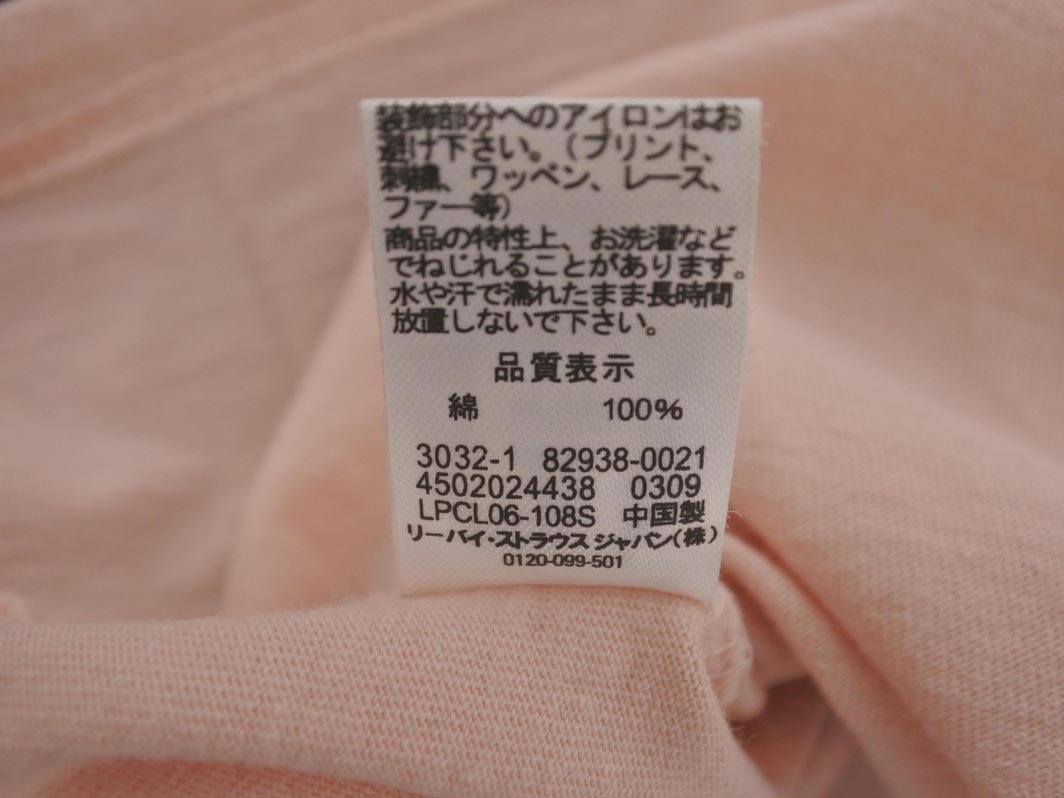 装飾部分へのアイロンはお
避け下さい。（プリント、
刺繍、ワッペン、レース、
ファー等）
商品の特性上、お洗濯など
でねじれることがあります。
水や汗で濡れたまま長時間
放置しないで下さい。
品質表示
綿 100%
3032-1 82938-0021
4502024438 0309
LPCL06-108S 中国製
リーバイ・ストラウス ジャパン（株）
0120-099-501